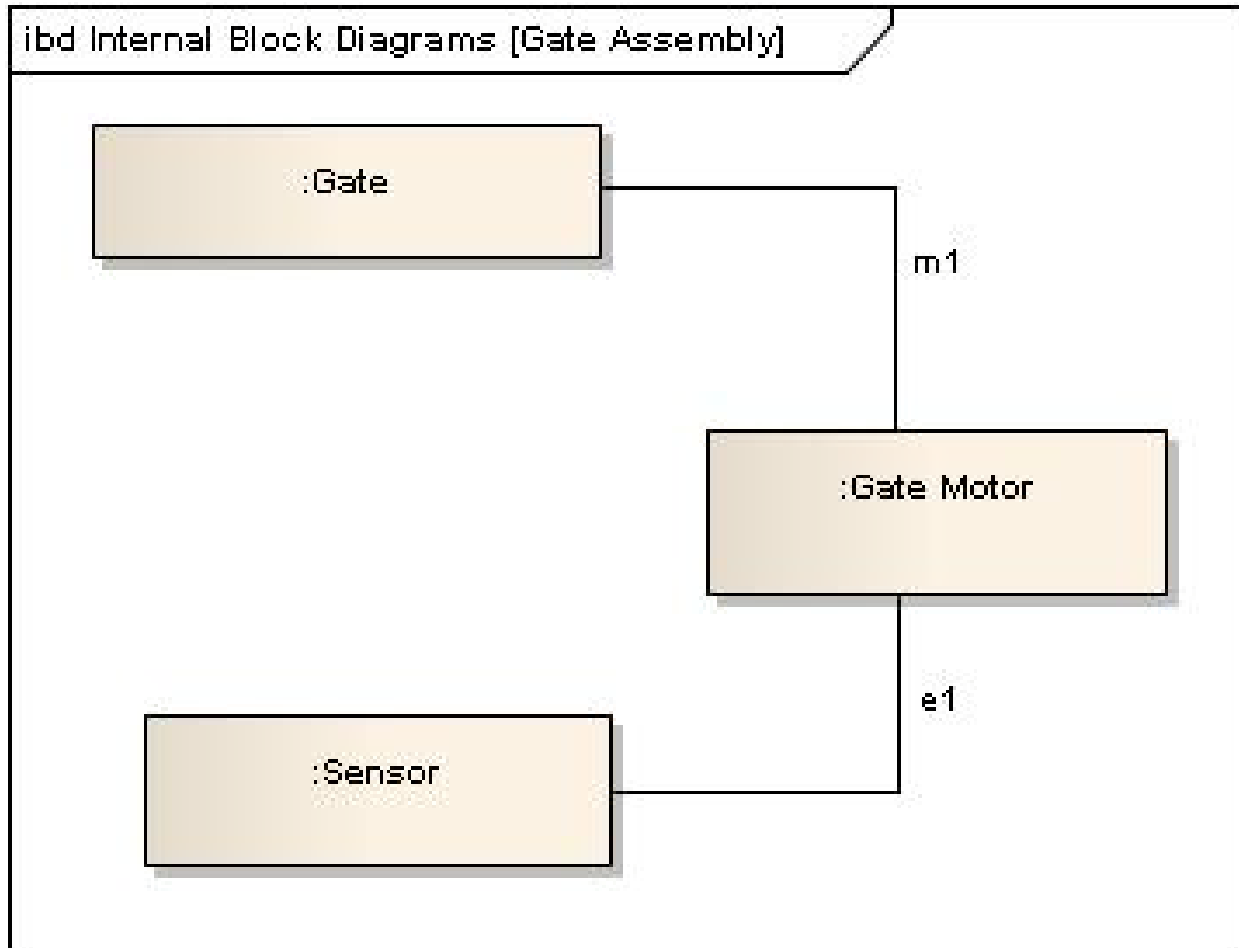 ibd Internal Block Diagrams [Gate Assembly]
:Gate
m1
:Gate Motor
e1
:Sensor